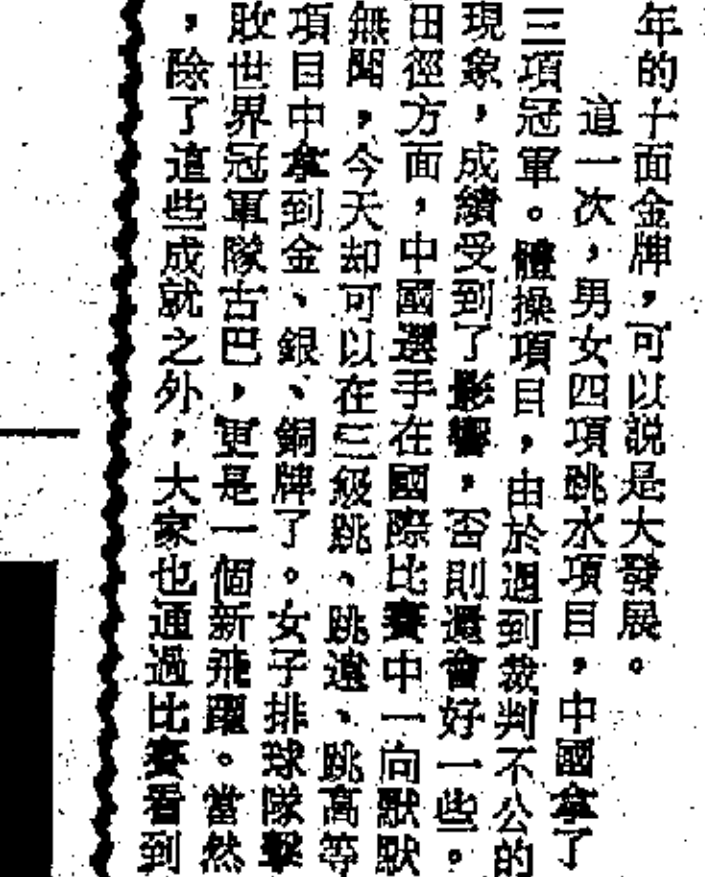 年的十面金牌，可以說是大發展。
這一次，男女四項跳水項目，中國拿了
三項冠軍。體操項目，由於遇到裁判不公的
現象，成績受到了影響，否則還會好一些。
田徑方面，中國選手在國際比賽中一向默默
無聞，今天却可以在三級跳、跳遠、跳高等
項目中拿到金、銀、銅牌了。女子排球隊擊
敗世界冠軍隊古巴，更是一個新飛躍。當然
，除了這些成就之外，大家也通過比賽看到